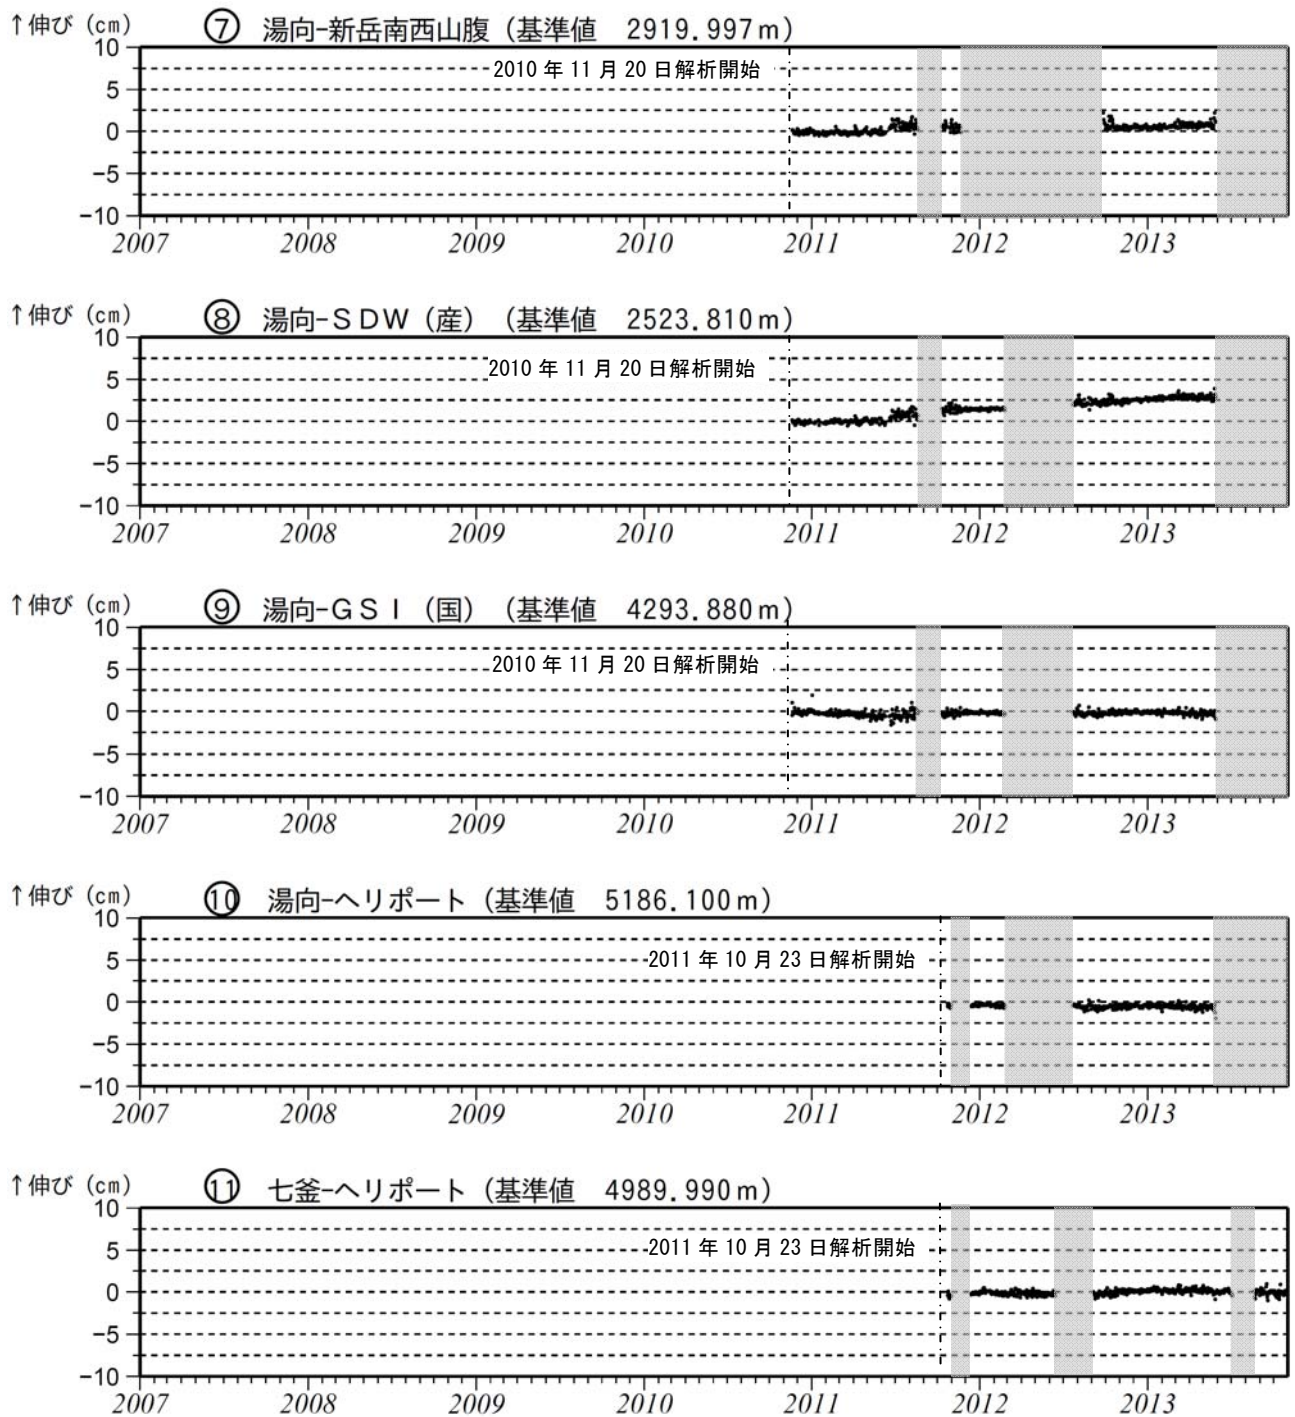 ↑伸び（cm） ⑦ 湯向−新岳南西山腹（基準値　2919.997ｍ）
10
2010 年 11 月 20 日解析開始
5
0
−5
−10
2007 2008 2009 2010 2011 2012 2013
↑伸び（cm） ⑧ 湯向−ＳＤＷ（産）（基準値　2523.810ｍ）
10
2010 年 11 月 20 日解析開始
5
0
−5
−10
2007 2008 2009 2010 2011 2012 2013
↑伸び（cm） ⑨ 湯向−ＧＳＩ（国）（基準値　4293.880ｍ）
10
2010 年 11 月 20 日解析開始
5
0
−5
−10
2007 2008 2009 2010 2011 2012 2013
↑伸び（cm） ⑩ 湯向−ヘリポート（基準値　5186.100ｍ）
10
2011 年 10 月 23 日解析開始
5
0
−5
−10
2007 2008 2009 2010 2011 2012 2013
↑伸び（cm） ⑪ 七釜−ヘリポート（基準値　4989.990ｍ）
10
2011 年 10 月 23 日解析開始
5
0
−5
−10
2007 2008 2009 2010 2011 2012 2013